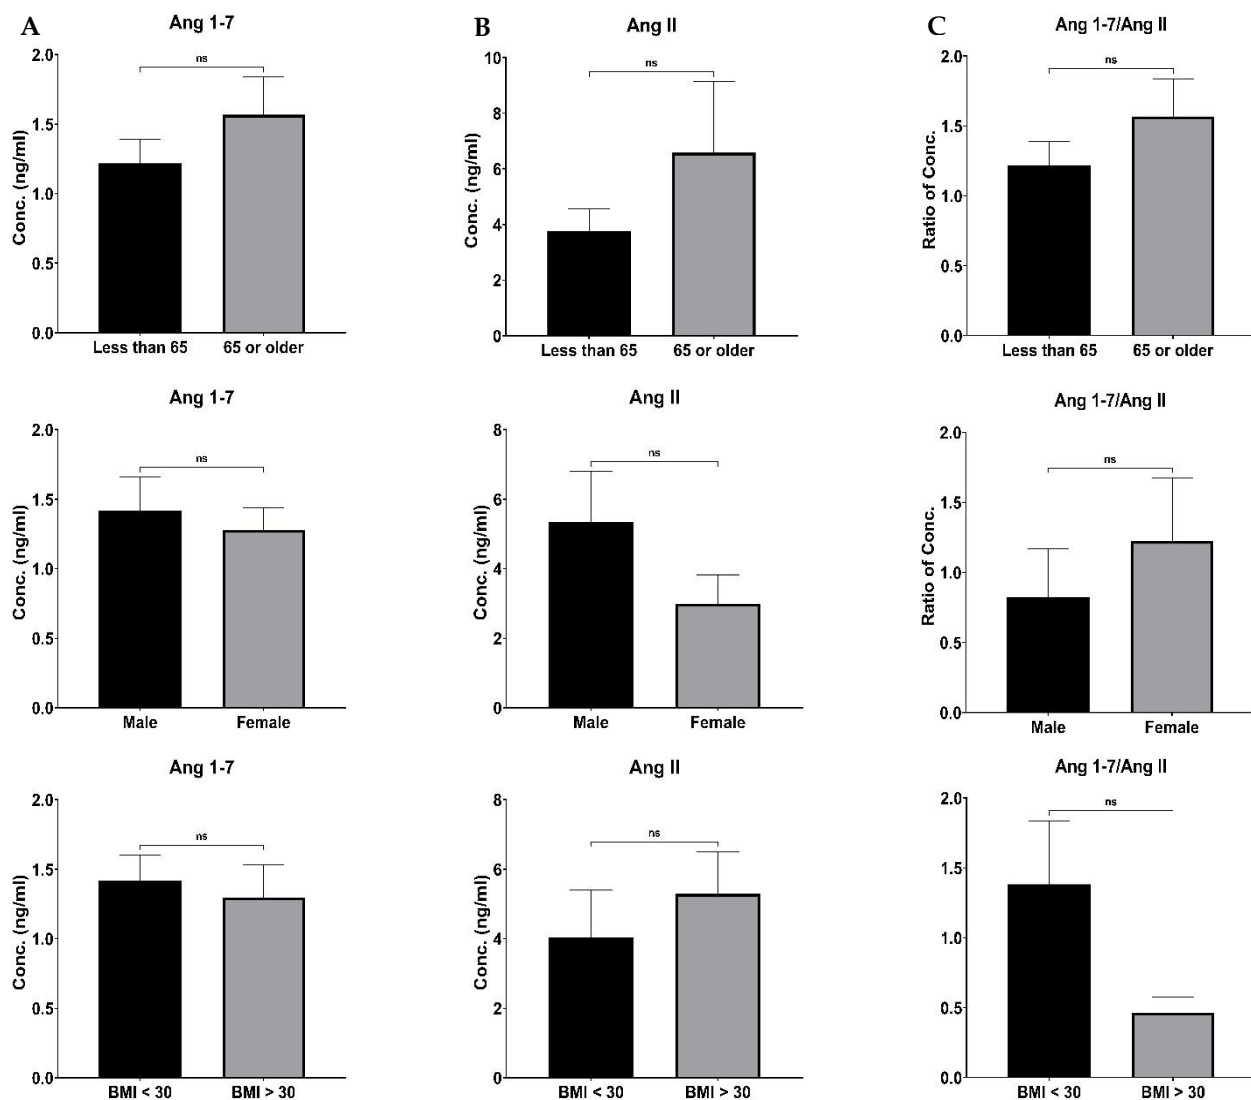 A
Ang 1-7
2.0
1.5
1.0
0.5
0.0
Conc. (ng/ml)
ns
Less than 65
65 or older
B
Ang II
10
8
6
4
2
0
Conc. (ng/ml)
ns
Less than 65
65 or older
C
Ang 1-7/Ang II
2.0
1.5
1.0
0.5
0.0
Ratio of Conc.
ns
Less than 65
65 or older
Ang 1-7
2.0
1.5
1.0
0.5
0.0
Conc. (ng/ml)
ns
Male
Female
Ang II
8
6
4
2
0
Conc. (ng/ml)
ns
Male
Female
Ang 1-7/Ang II
2.0
1.5
1.0
0.5
0.0
Ratio of Conc.
ns
Male
Female
Ang 1-7
2.0
1.5
1.0
0.5
0.0
Conc. (ng/ml)
ns
BMI < 30
BMI > 30
Ang II
8
6
4
2
0
Conc. (ng/ml)
ns
BMI < 30
BMI > 30
Ang 1-7/Ang II
2.0
1.5
1.0
0.5
0.0
ns
BMI < 30
BMI > 30